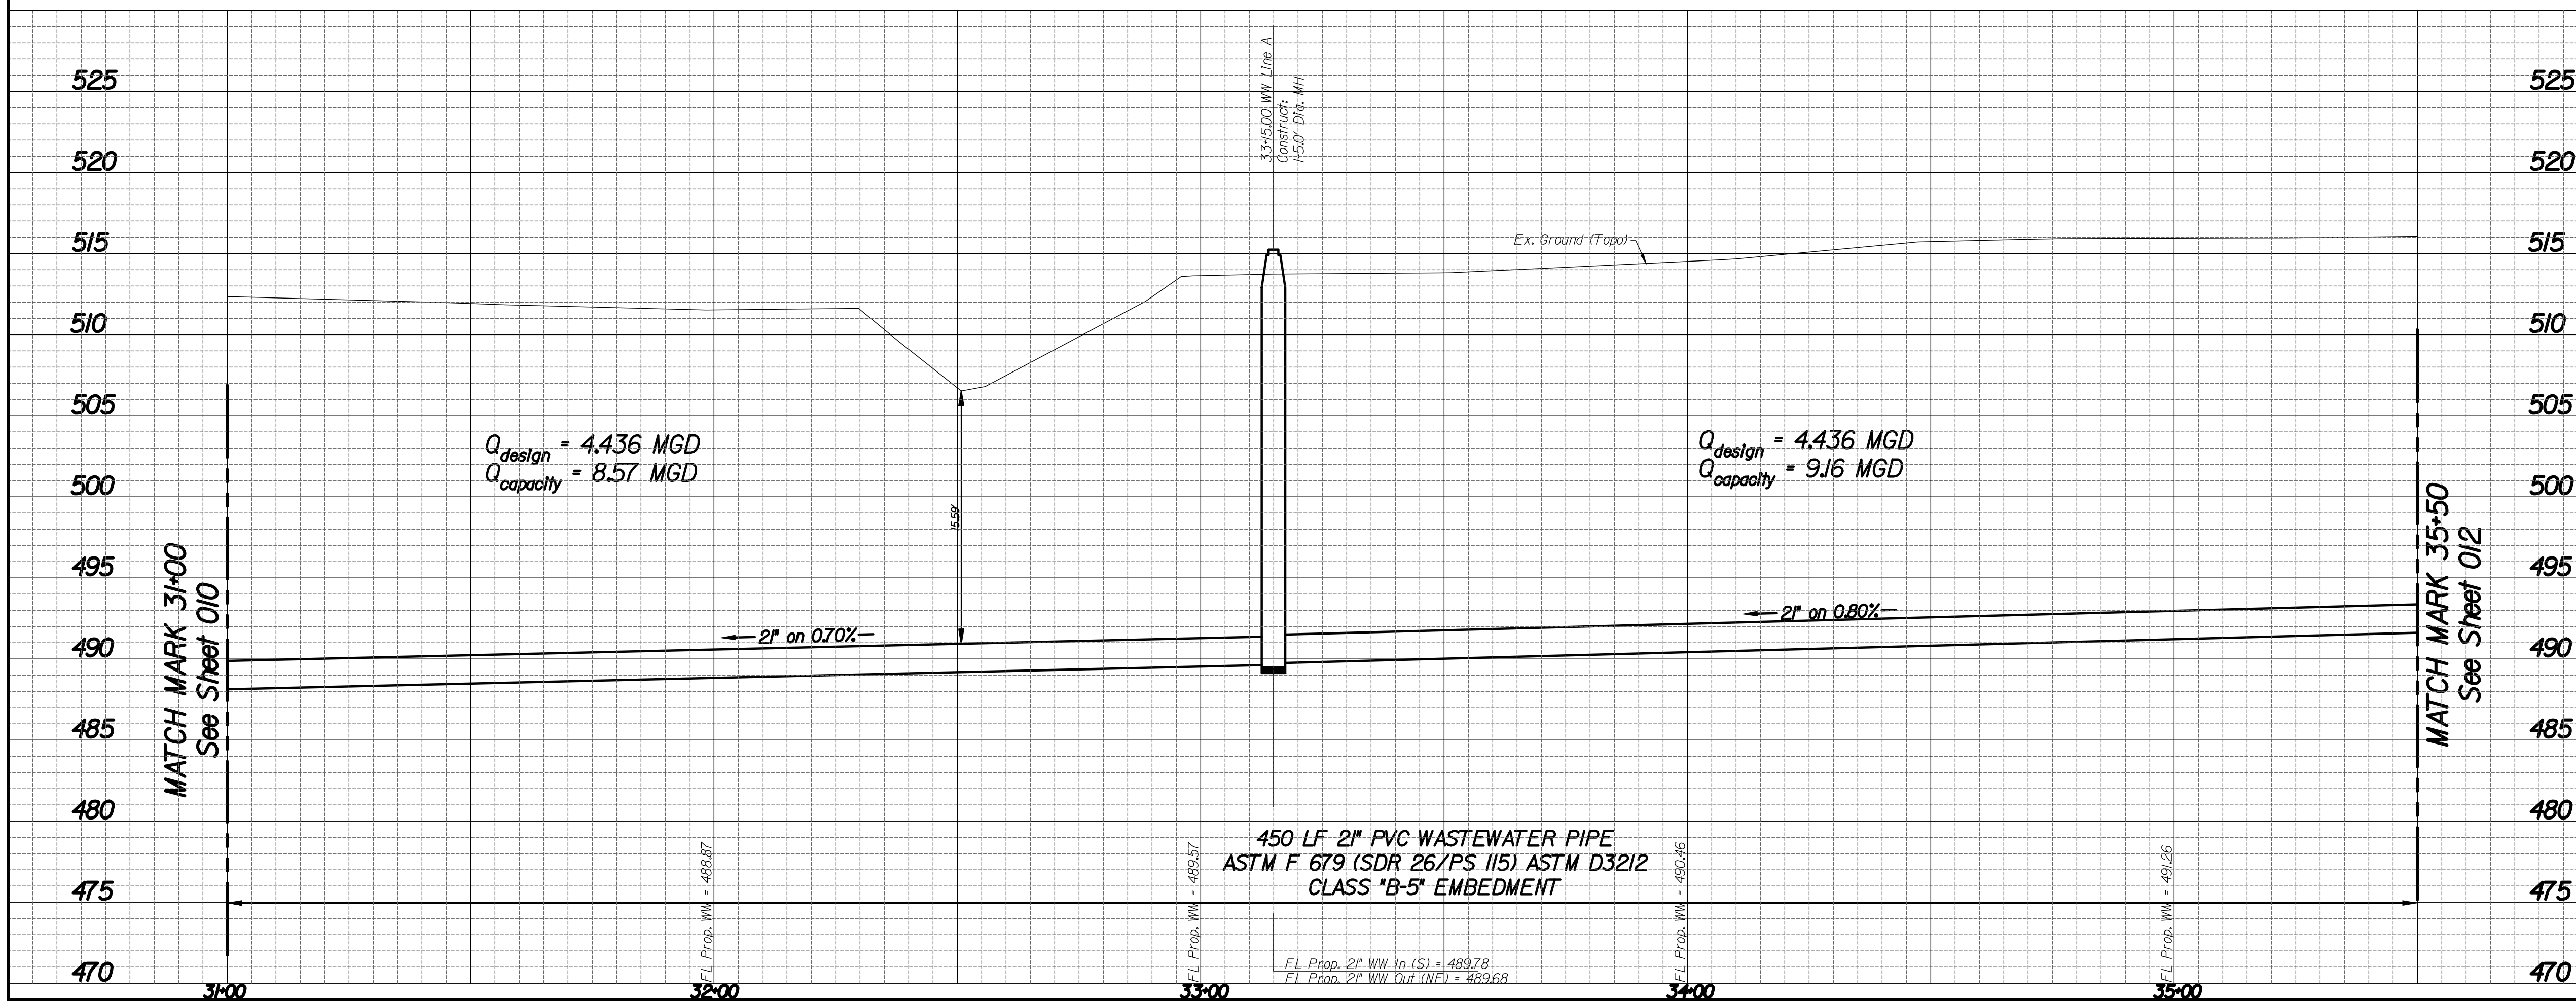 525
525
520
520
515
515
510
510
505
505
500
500
495
495
490
490
485
485
480
480
475
475
470
470
33+15.00 WW Line A
Construct:
1-5.0' Dia. MH
Ex. Ground (Topo)
Qdesign = 4.436 MGD
Qcapacity = 8.57 MGD
Qdesign = 4.436 MGD
Qcapacity = 9.16 MGD
15.59'
MATCH MARK 31+00
See Sheet 010
MATCH MARK 35+50
See Sheet 012
21" on 0.70%
21" on 0.80%
450 LF 21" PVC WASTEWATER PIPE
ASTM F 679 (SDR 26/PS 115) ASTM D3212
CLASS "B-5" EMBEDMENT
FL Prop. WW = 488.87
FL Prop. WW = 489.57
FL Prop. WW = 490.46
FL Prop. WW = 491.26
FL Prop. 21" WW In (S) = 489.78
FL Prop. 21" WW Out (NE) = 489.68
31+00
32+00
33+00
34+00
35+00